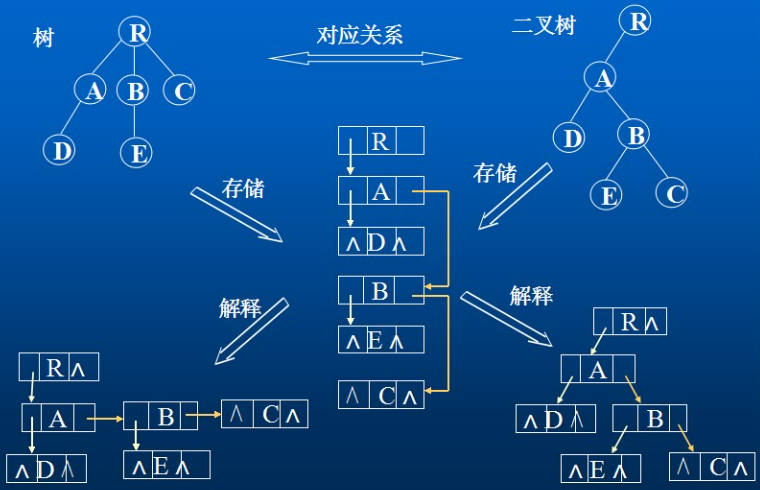 树
对应关系
二叉树
R
A B C
D E
R
A
D B
E C
存储
存储
R
A
∧ D ∧
B
∧ E ∧
∧ C ∧
解释
解释
R ∧
A B ∧ C ∧
∧ D ∧ ∧ E ∧
R ∧
A
∧ D ∧ B
∧ E ∧ ∧ C ∧